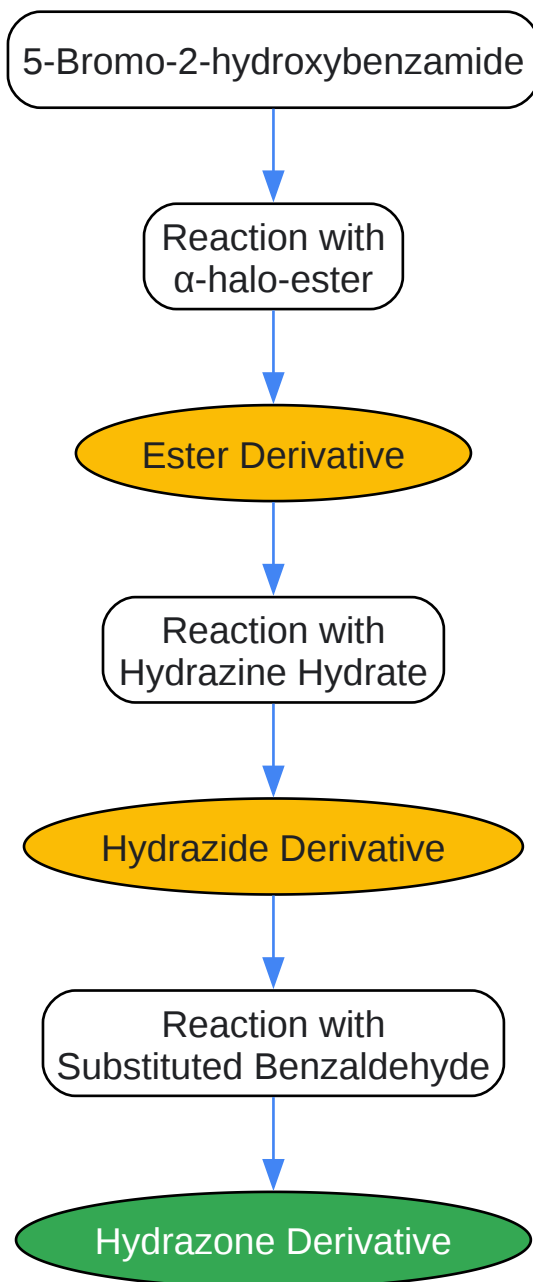 5-Bromo-2-hydroxybenzamide
Reaction with
α-halo-ester
Ester Derivative
Reaction with
Hydrazine Hydrate
Hydrazide Derivative
Reaction with
Substituted Benzaldehyde
Hydrazone Derivative